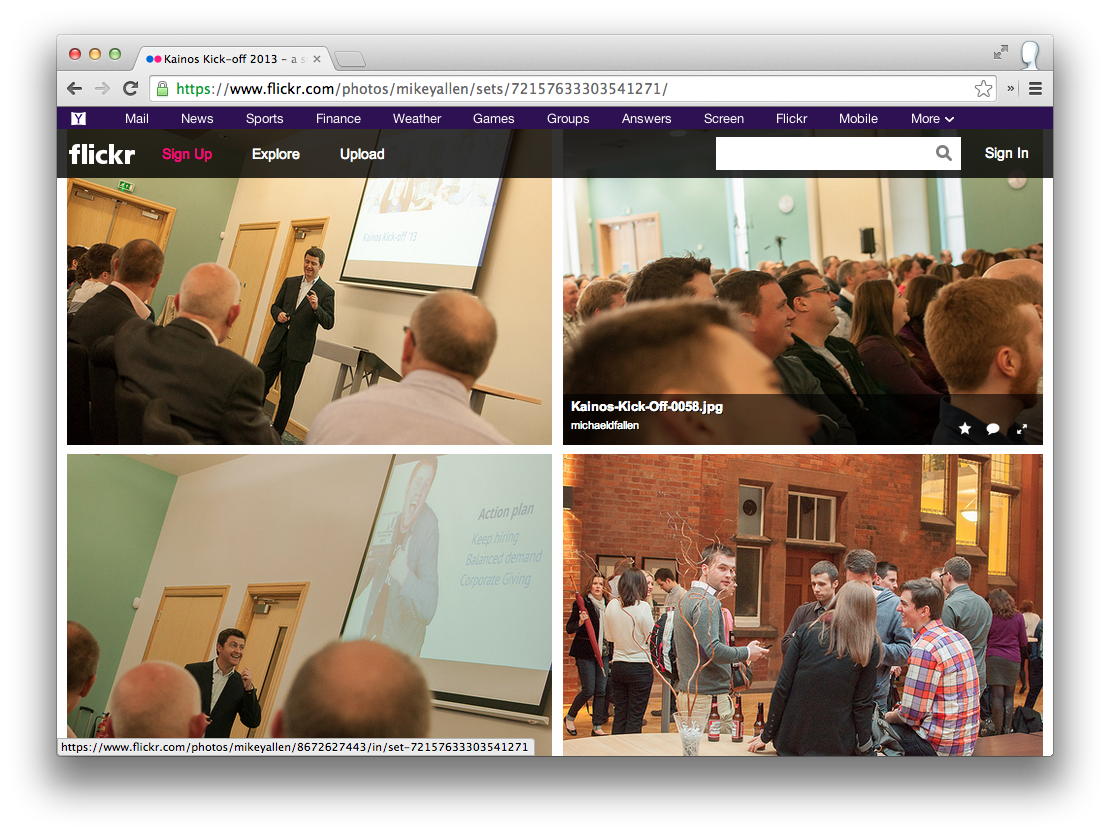 Kainos Kick-off 2013 – a s
https://www.flickr.com/photos/mikeyallen/sets/72157633303541271/
Y Mail News Sports Finance Weather Games Groups Answers Screen Flickr Mobile More
flickr Sign Up Explore Upload Sign In
Kainos Kick-off '13
Kainos-Kick-Off-0058.jpg
michaeldfallen
Action plan
Keep hiring
Balanced demand
Corporate Giving
https://www.flickr.com/photos/mikeyallen/8672627443/in/set-72157633303541271